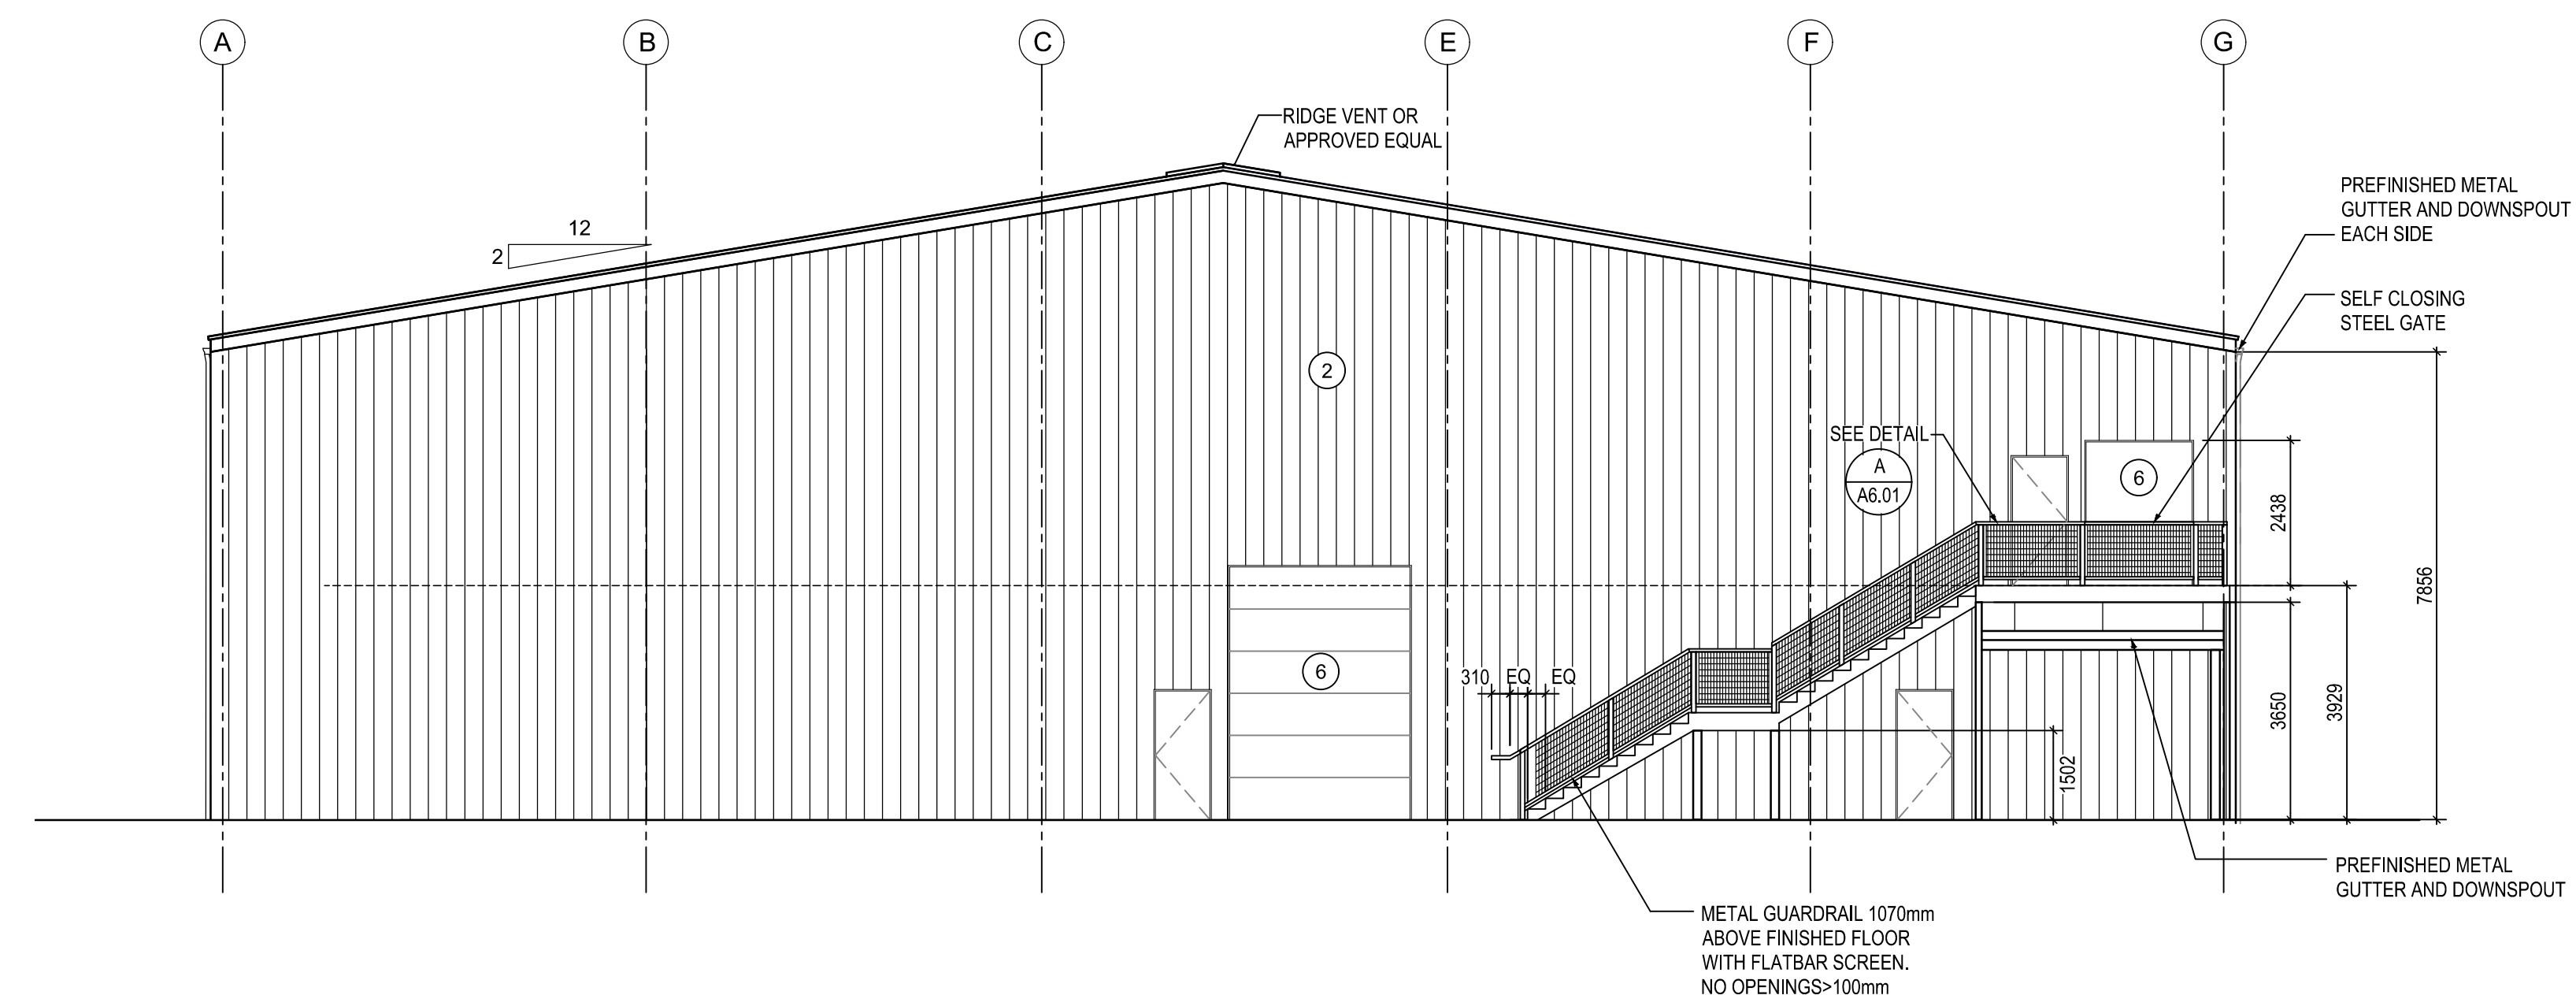 A
B
C
E
F
G
RIDGE VENT OR
APPROVED EQUAL
PREFINISHED METAL
GUTTER AND DOWNSPOUT
EACH SIDE
12
2
SELF CLOSING
STEEL GATE
2
SEE DETAIL
A
A6.01
6
2438
7856
6
310
EQ
EQ
3650
3929
1502
PREFINISHED METAL
GUTTER AND DOWNSPOUT
METAL GUARDRAIL 1070mm
ABOVE FINISHED FLOOR
WITH FLATBAR SCREEN.
NO OPENINGS>100mm